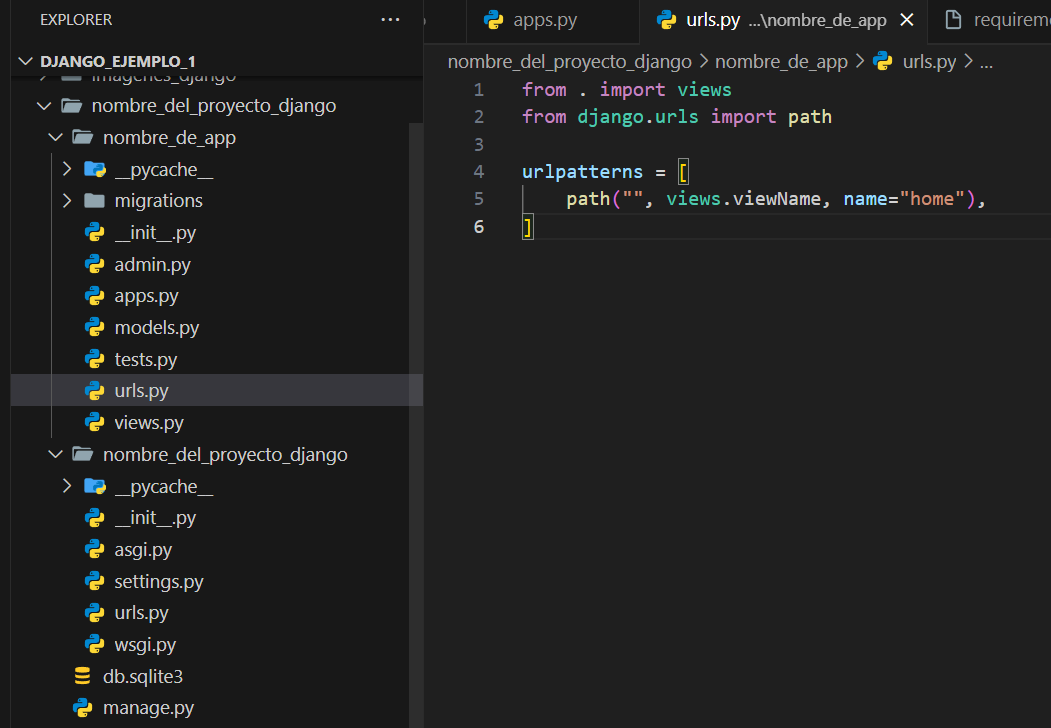 EXPLORER ...
DJANGO_EJEMPLO_1
imagenes_django
nombre_del_proyecto_django
nombre_de_app
__pycache__
migrations
__init__.py
admin.py
apps.py
models.py
tests.py
urls.py
views.py
nombre_del_proyecto_django
__pycache__
__init__.py
asgi.py
settings.py
urls.py
wsgi.py
db.sqlite3
manage.py
apps.py
urls.py ...\nombre_de_app
requirem
nombre_del_proyecto_django > nombre_de_app > urls.py > ...
1 from . import views
2 from django.urls import path
3
4 urlpatterns = [
5     path("", views.viewName, name="home"),
6 ]